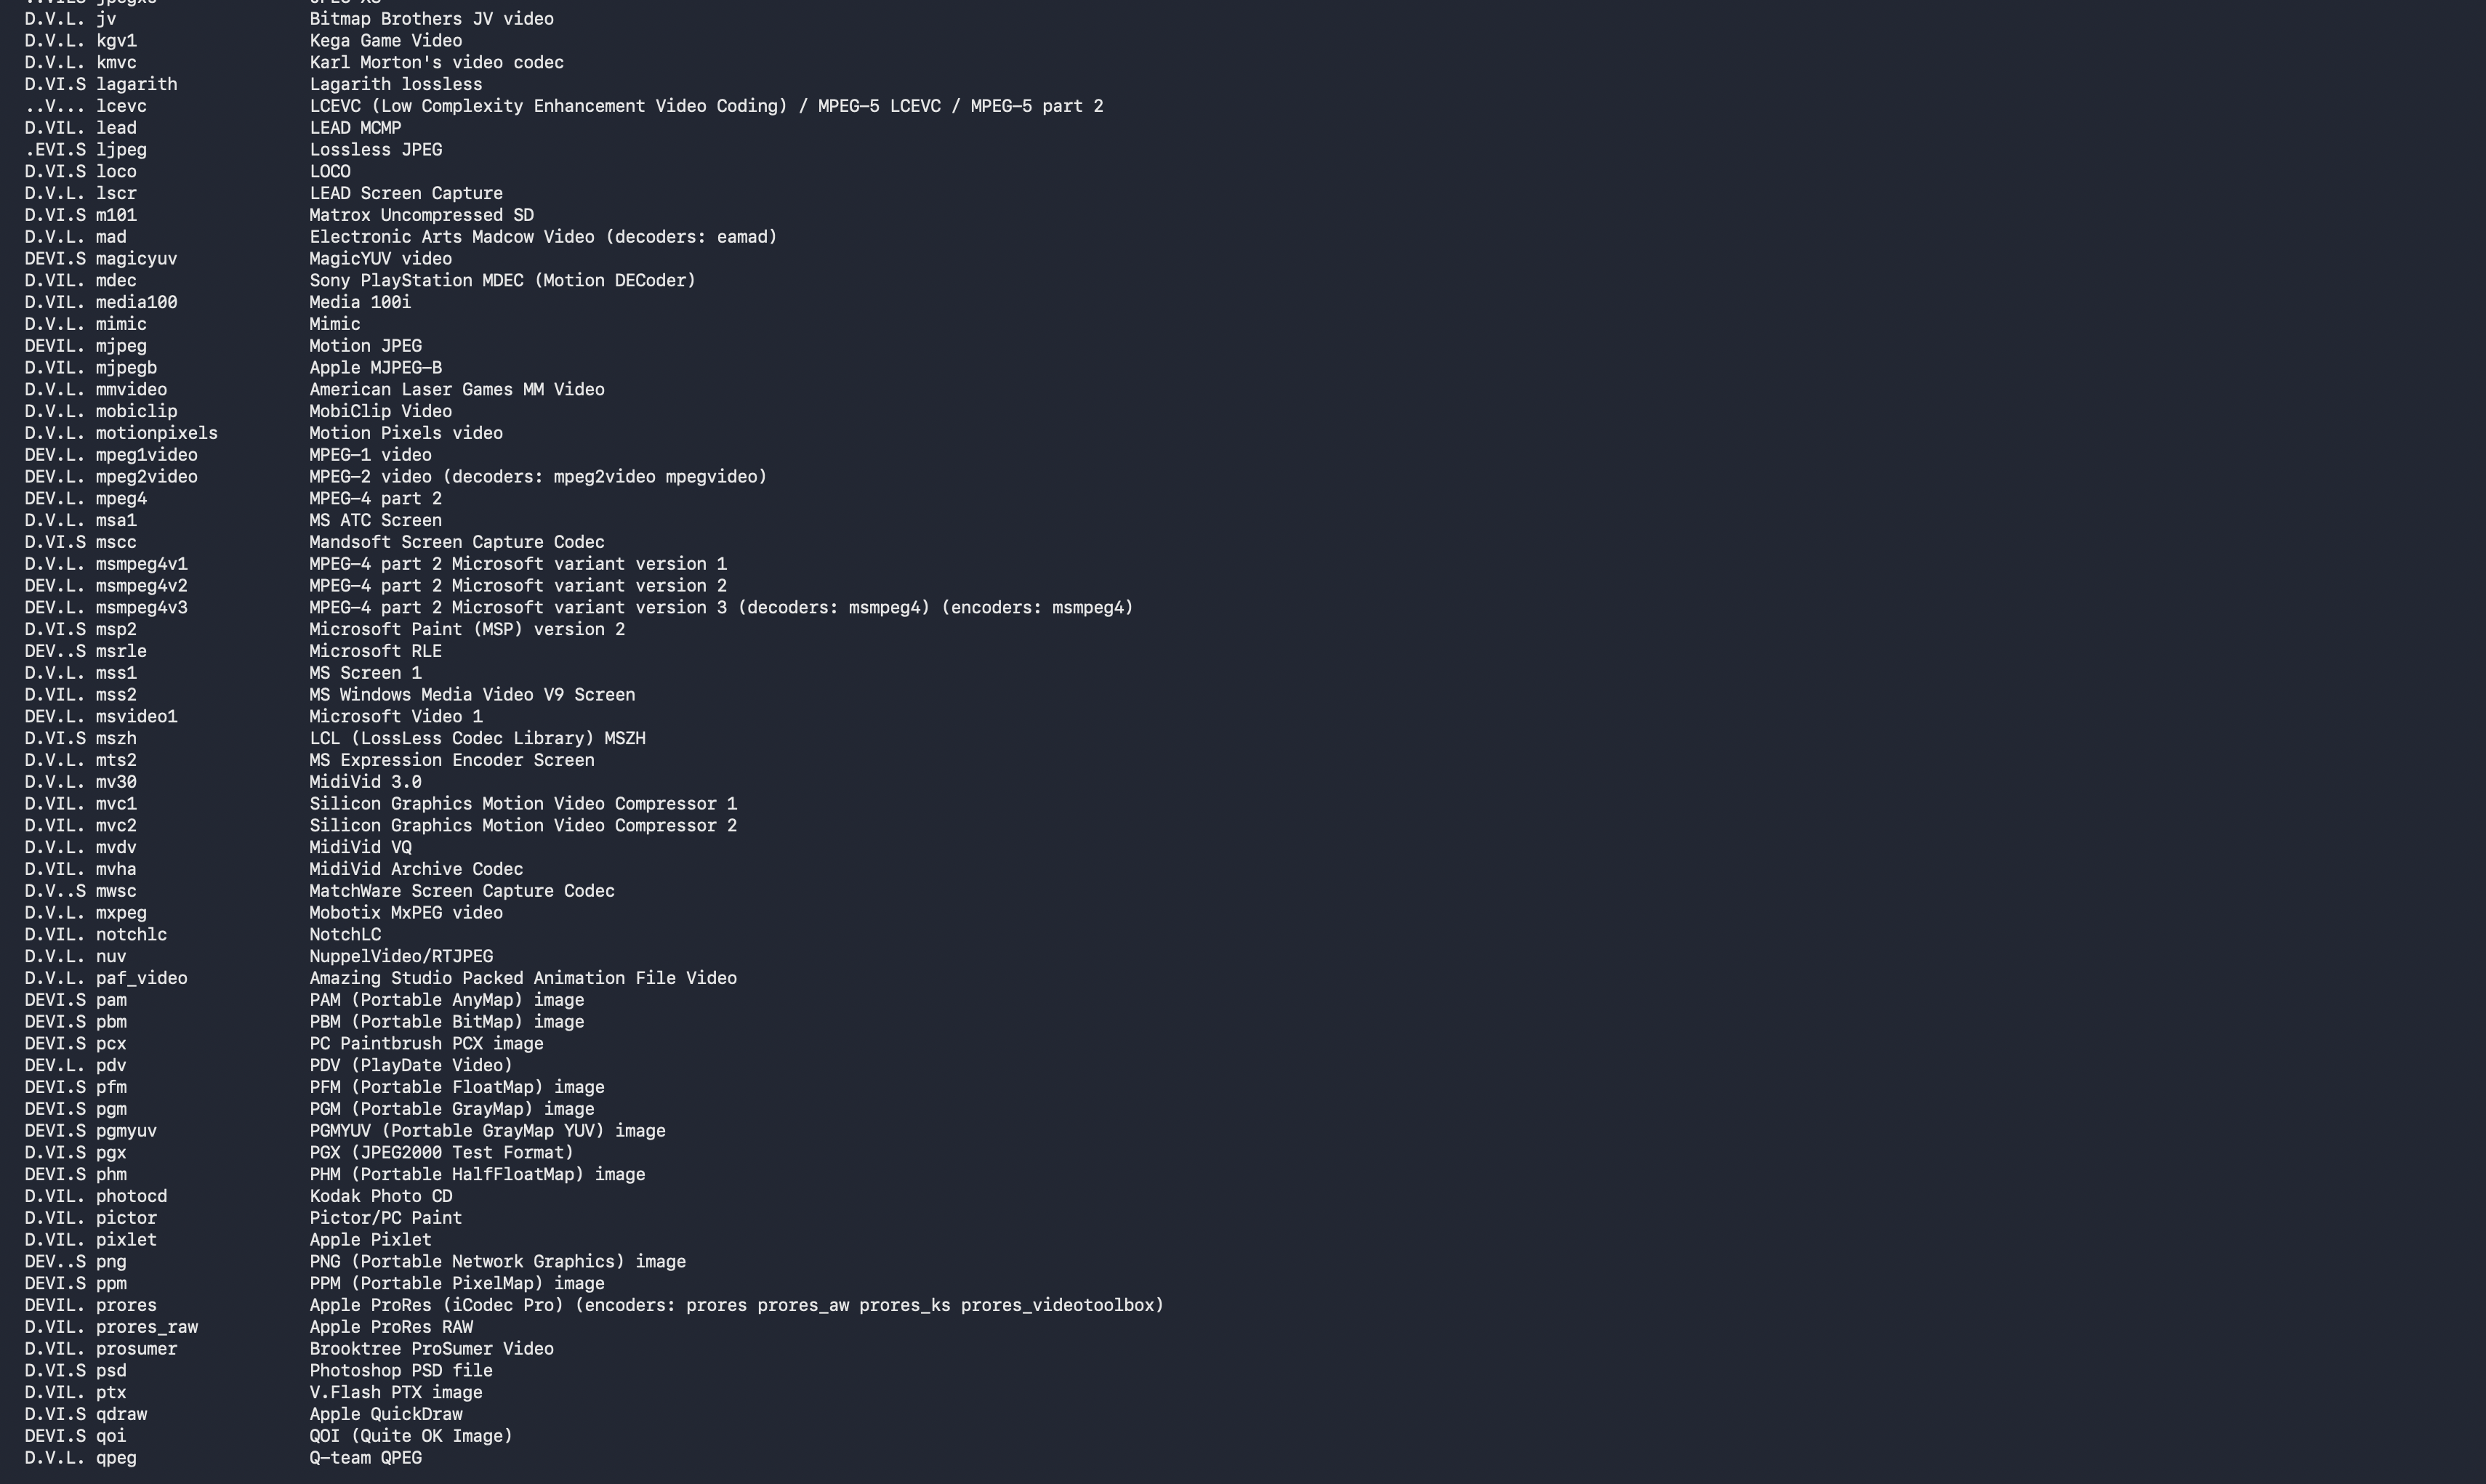 D.V.L. jv Bitmap Brothers JV video
D.V.L. kgv1 Kega Game Video
D.V.L. kmvc Karl Morton's video codec
D.VI.S lagarith Lagarith lossless
..V... lcevc LCEVC (Low Complexity Enhancement Video Coding) / MPEG-5 LCEVC / MPEG-5 part 2
D.VIL. lead LEAD MCMP
.EVI.S ljpeg Lossless JPEG
D.VI.S loco LOCO
D.V.L. lscr LEAD Screen Capture
D.VI.S m101 Matrox Uncompressed SD
D.V.L. mad Electronic Arts Madcow Video (decoders: eamad)
DEVI.S magicyuv MagicYUV video
D.VIL. mdec Sony PlayStation MDEC (Motion DECoder)
D.VIL. media100 Media 100i
D.V.L. mimic Mimic
DEVIL. mjpeg Motion JPEG
D.VIL. mjpegb Apple MJPEG-B
D.V.L. mmvideo American Laser Games MM Video
D.V.L. mobiclip MobiClip Video
D.V.L. motionpixels Motion Pixels video
DEV.L. mpeg1video MPEG-1 video
DEV.L. mpeg2video MPEG-2 video (decoders: mpeg2video mpegvideo)
DEV.L. mpeg4 MPEG-4 part 2
D.V.L. msa1 MS ATC Screen
D.VI.S mscc Mandsoft Screen Capture Codec
D.V.L. msmpeg4v1 MPEG-4 part 2 Microsoft variant version 1
DEV.L. msmpeg4v2 MPEG-4 part 2 Microsoft variant version 2
DEV.L. msmpeg4v3 MPEG-4 part 2 Microsoft variant version 3 (decoders: msmpeg4) (encoders: msmpeg4)
D.VI.S msp2 Microsoft Paint (MSP) version 2
DEV..S msrle Microsoft RLE
D.V.L. mss1 MS Screen 1
D.VIL. mss2 MS Windows Media Video V9 Screen
DEV.L. msvideo1 Microsoft Video 1
D.VI.S mszh LCL (LossLess Codec Library) MSZH
D.V.L. mts2 MS Expression Encoder Screen
D.V.L. mv30 MidiVid 3.0
D.VIL. mvc1 Silicon Graphics Motion Video Compressor 1
D.VIL. mvc2 Silicon Graphics Motion Video Compressor 2
D.V.L. mvdv MidiVid VQ
D.VIL. mvha MidiVid Archive Codec
D.V..S mwsc MatchWare Screen Capture Codec
D.V.L. mxpeg Mobotix MxPEG video
D.VIL. notchlc NotchLC
D.V.L. nuv NuppelVideo/RTJPEG
D.V.L. paf_video Amazing Studio Packed Animation File Video
DEVI.S pam PAM (Portable AnyMap) image
DEVI.S pbm PBM (Portable BitMap) image
DEVI.S pcx PC Paintbrush PCX image
DEV.L. pdv PDV (PlayDate Video)
DEVI.S pfm PFM (Portable FloatMap) image
DEVI.S pgm PGM (Portable GrayMap) image
DEVI.S pgmyuv PGMYUV (Portable GrayMap YUV) image
D.VI.S pgx PGX (JPEG2000 Test Format)
DEVI.S phm PHM (Portable HalfFloatMap) image
D.VIL. photocd Kodak Photo CD
D.VIL. pictor Pictor/PC Paint
D.VIL. pixlet Apple Pixlet
DEV..S png PNG (Portable Network Graphics) image
DEVI.S ppm PPM (Portable PixelMap) image
DEVIL. prores Apple ProRes (iCodec Pro) (encoders: prores prores_aw prores_ks prores_videotoolbox)
D.VIL. prores_raw Apple ProRes RAW
D.VIL. prosumer Brooktree ProSumer Video
D.VI.S psd Photoshop PSD file
D.VIL. ptx V.Flash PTX image
D.VI.S qdraw Apple QuickDraw
DEVI.S qoi QOI (Quite OK Image)
D.V.L. qpeg Q-team QPEG